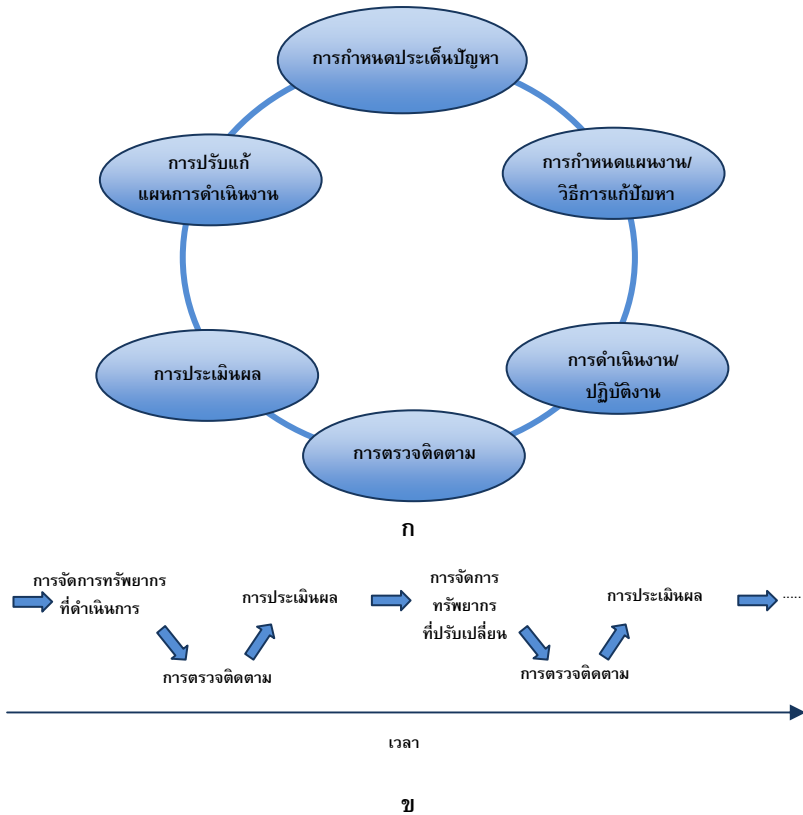 การกำหนดประเด็นปัญหา
การกำหนดแผนงาน/
วิธีการแก้ปัญหา
การดำเนินงาน/
ปฏิบัติงาน
การตรวจติดตาม
การประเมินผล
การปรับแก้
แผนการดำเนินงาน
ก
การจัดการทรัพยากร
ที่ดำเนินการ
การตรวจติดตาม
การประเมินผล
การจัดการ
ทรัพยากร
ที่ปรับเปลี่ยน
การตรวจติดตาม
การประเมินผล
.....
เวลา
ข